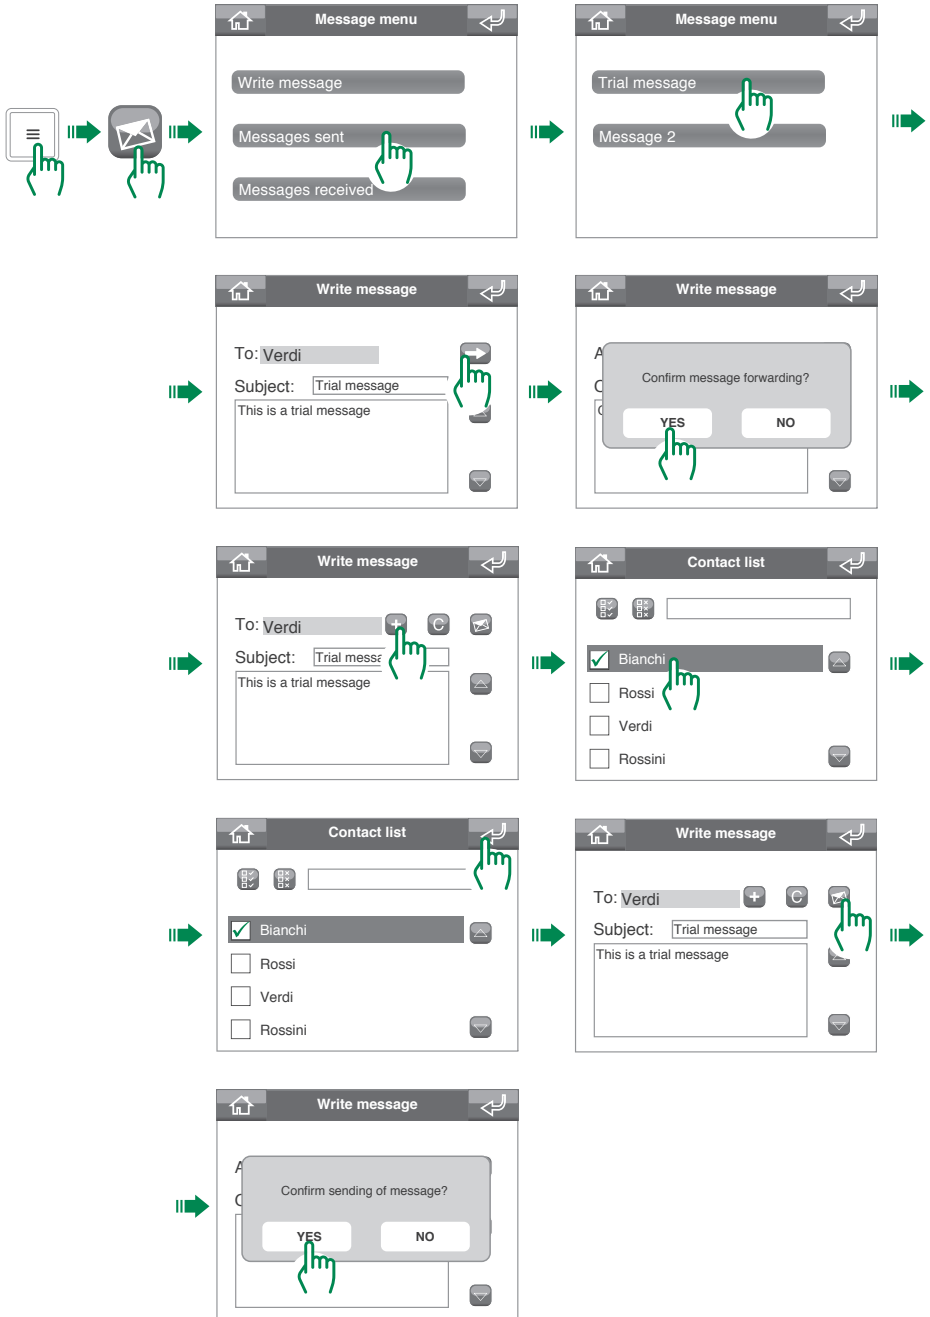 Message menu
Write message
Messages sent
Messages received
Message menu
Trial message
Message 2
Write message
To: Verdi
Subject: Trial message
This is a trial message
Write message
A
Confirm message forwarding?
YES NO
Write message
To: Verdi + C
Subject: Trial messa
This is a trial message
Contact list
Bianchi
Rossi
Verdi
Rossini
Contact list
Bianchi
Rossi
Verdi
Rossini
Write message
To: Verdi + C
Subject: Trial message
This is a trial message
Write message
A
Confirm sending of message?
YES NO